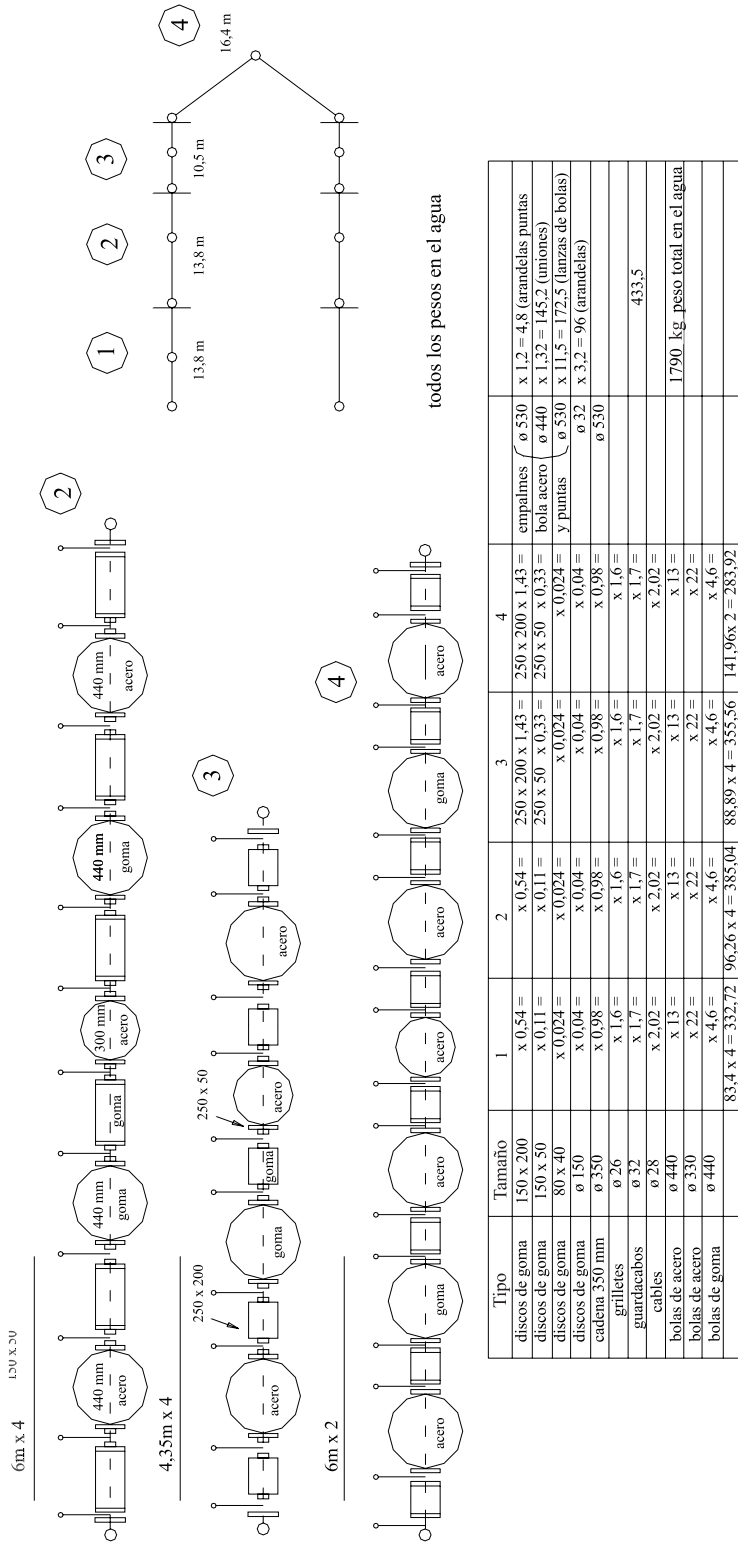 150 x 50
6m x 4
2
440 mm
acero
440 mm
goma
goma
300 mm
acero
440 mm
goma
440 mm
acero
4,35m x 4
3
acero
250 x 200
goma
goma
250 x 50
acero
acero
6m x 2
4
acero
goma
acero
acero
acero
goma
acero
1
2
3
4
13,8 m
13,8 m
10,5 m
16,4 m
todos los pesos en el agua
Tipo Tamaño 1 2 3 4
discos de goma 150 x 200 x 0,54 = x 0,54 = 250 x 200 x 1,43 = 250 x 200 x 1,43 = empalmes ø 530 x 1,2 = 4,8 (arandelas puntas
discos de goma 150 x 50 x 0,11 = x 0,11 = 250 x 50 x 0,33 = 250 x 50 x 0,33 = bola acero ø 440 x 1,32 = 145,2 (uniones)
discos de goma 80 x 40 x 0,024 = x 0,024 = x 0,024 = x 0,024 = y puntas ø 530 x 11,5 = 172,5 (lanzas de bolas)
discos de goma ø 150 x 0,04 = x 0,04 = x 0,04 = x 0,04 = ø 32 x 3,2 = 96 (arandelas)
cadena 350 mm ø 350 x 0,98 = x 0,98 = x 0,98 = x 0,98 = ø 530
grilletes ø 26 x 1,6 = x 1,6 = x 1,6 = x 1,6 =
guardacabos ø 32 x 1,7 = x 1,7 = x 1,7 = x 1,7 = 433,5
cables ø 28 x 2,02 = x 2,02 = x 2,02 = x 2,02 =
bolas de acero ø 440 x 13 = x 13 = x 13 = x 13 = 1790 kg peso total en el agua
bolas de acero ø 330 x 22 = x 22 = x 22 = x 22 =
bolas de goma ø 440 x 4,6 = x 4,6 = x 4,6 = x 4,6 =
83,4 x 4 = 332,72 96,26 x 4 = 385,04 88,89 x 4 = 355,56 141,96x 2 = 283,92